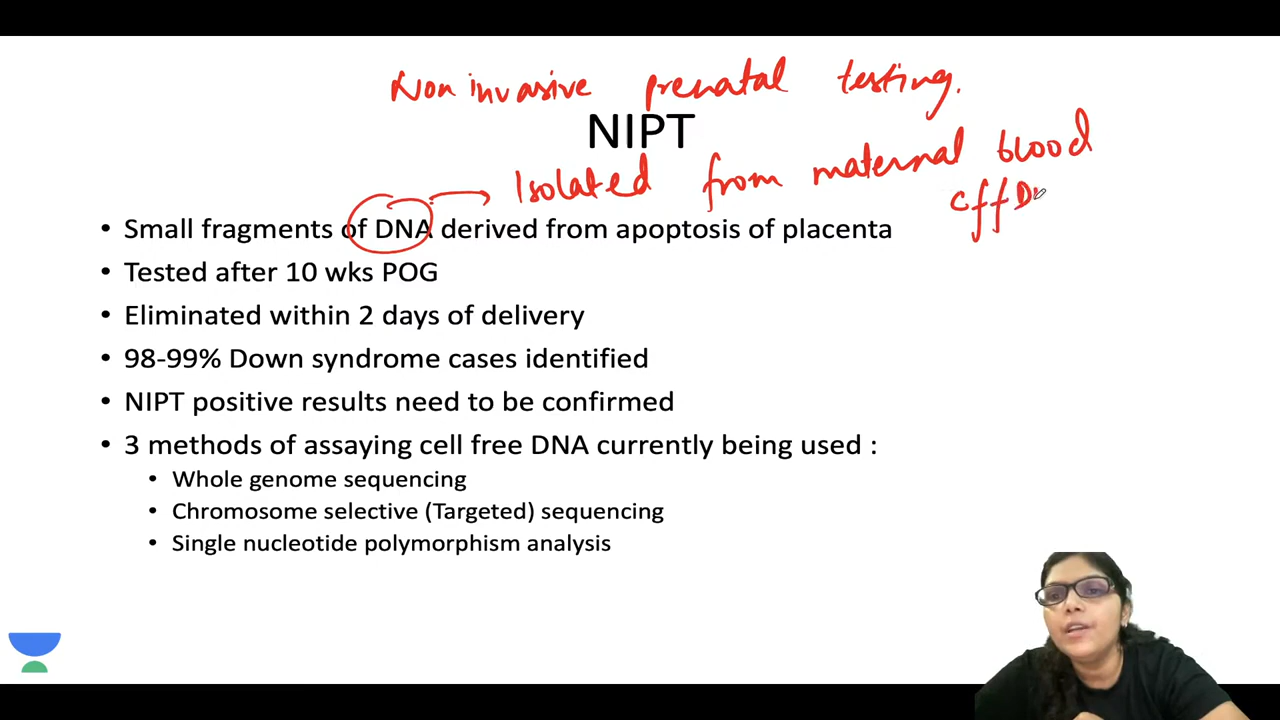 Non invasive prenatal testing.
NIPT
Isolated from maternal blood
cff D
• Small fragments of DNA derived from apoptosis of placenta
• Tested after 10 wks POG
• Eliminated within 2 days of delivery
• 98-99% Down syndrome cases identified
• NIPT positive results need to be confirmed
• 3 methods of assaying cell free DNA currently being used :
• Whole genome sequencing
• Chromosome selective (Targeted) sequencing
• Single nucleotide polymorphism analysis